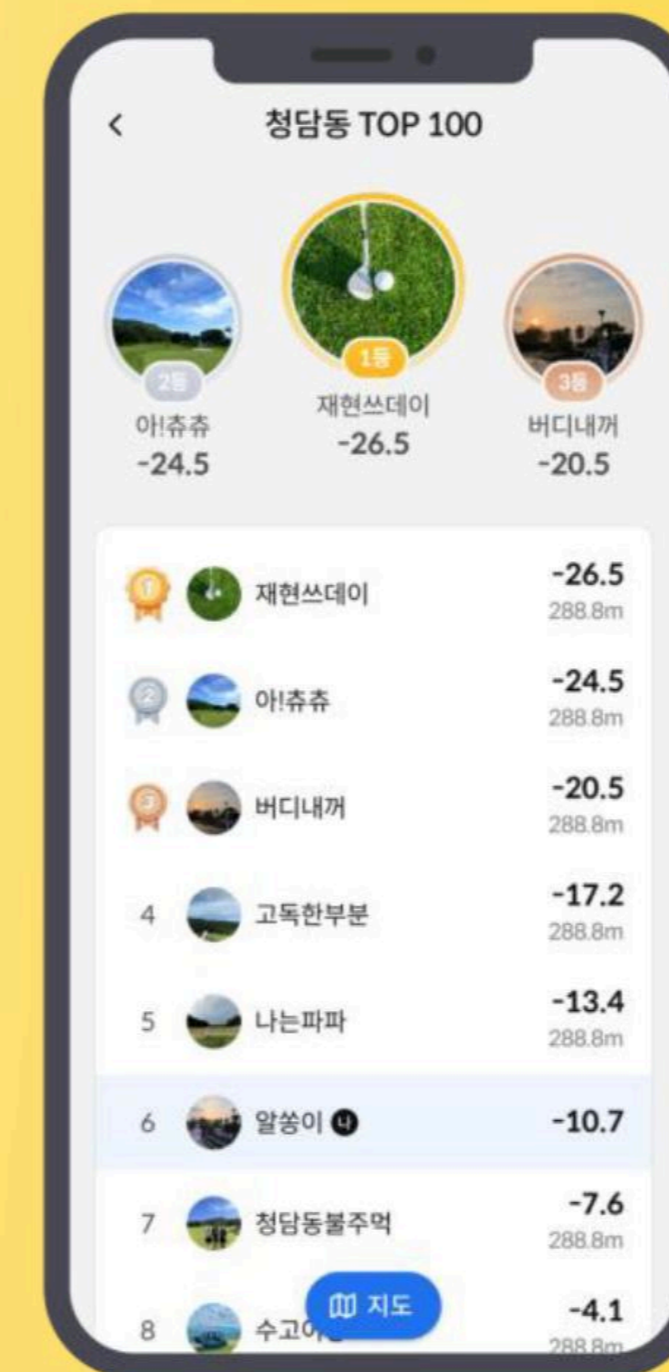 청담동 TOP 100
1등
2등
3등
재현쓰데이
-26.5
아!츄츄
-24.5
버디내꺼
-20.5
1 재현쓰데이 -26.5
288.8m
2 아!츄츄 -24.5
288.8m
3 버디내꺼 -20.5
288.8m
4 고독한부분 -17.2
288.8m
5 나는파파 -13.4
288.8m
6 알쏭이 나 -10.7
7 청담동불주먹 -7.6
288.8m
지도
8 -4.1
288.8m